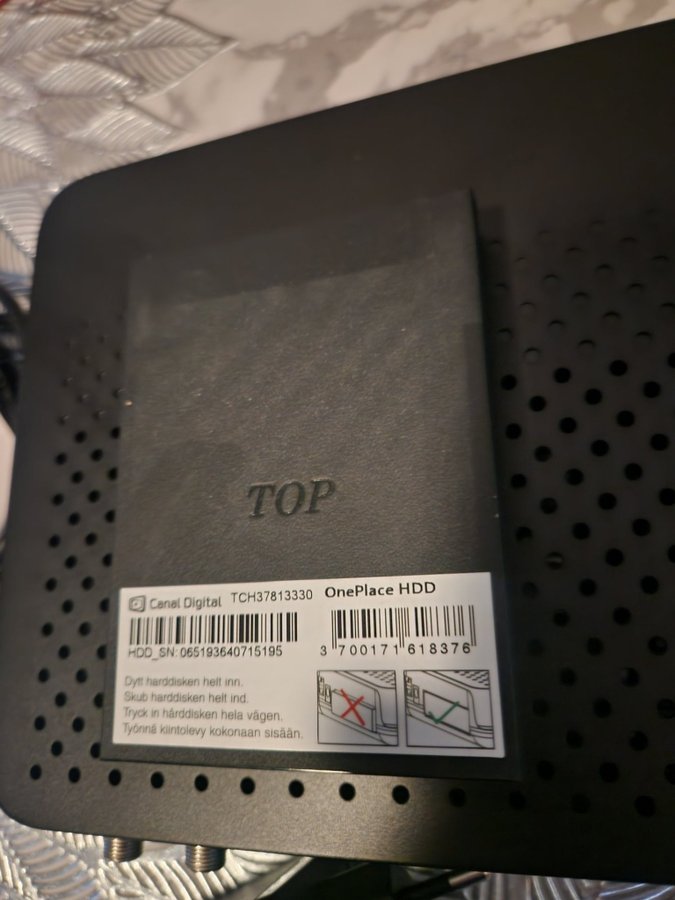 TOP
Canal Digital TCH37813330 OnePlace HDD
HDD_SN: 065193640715195
3 700171 618376
Dytt harddisken helt inn.
Skub harddisken helt ind.
Tryck in hårddisken hela vägen.
Työnnä kiintolevy kokonaan sisään.